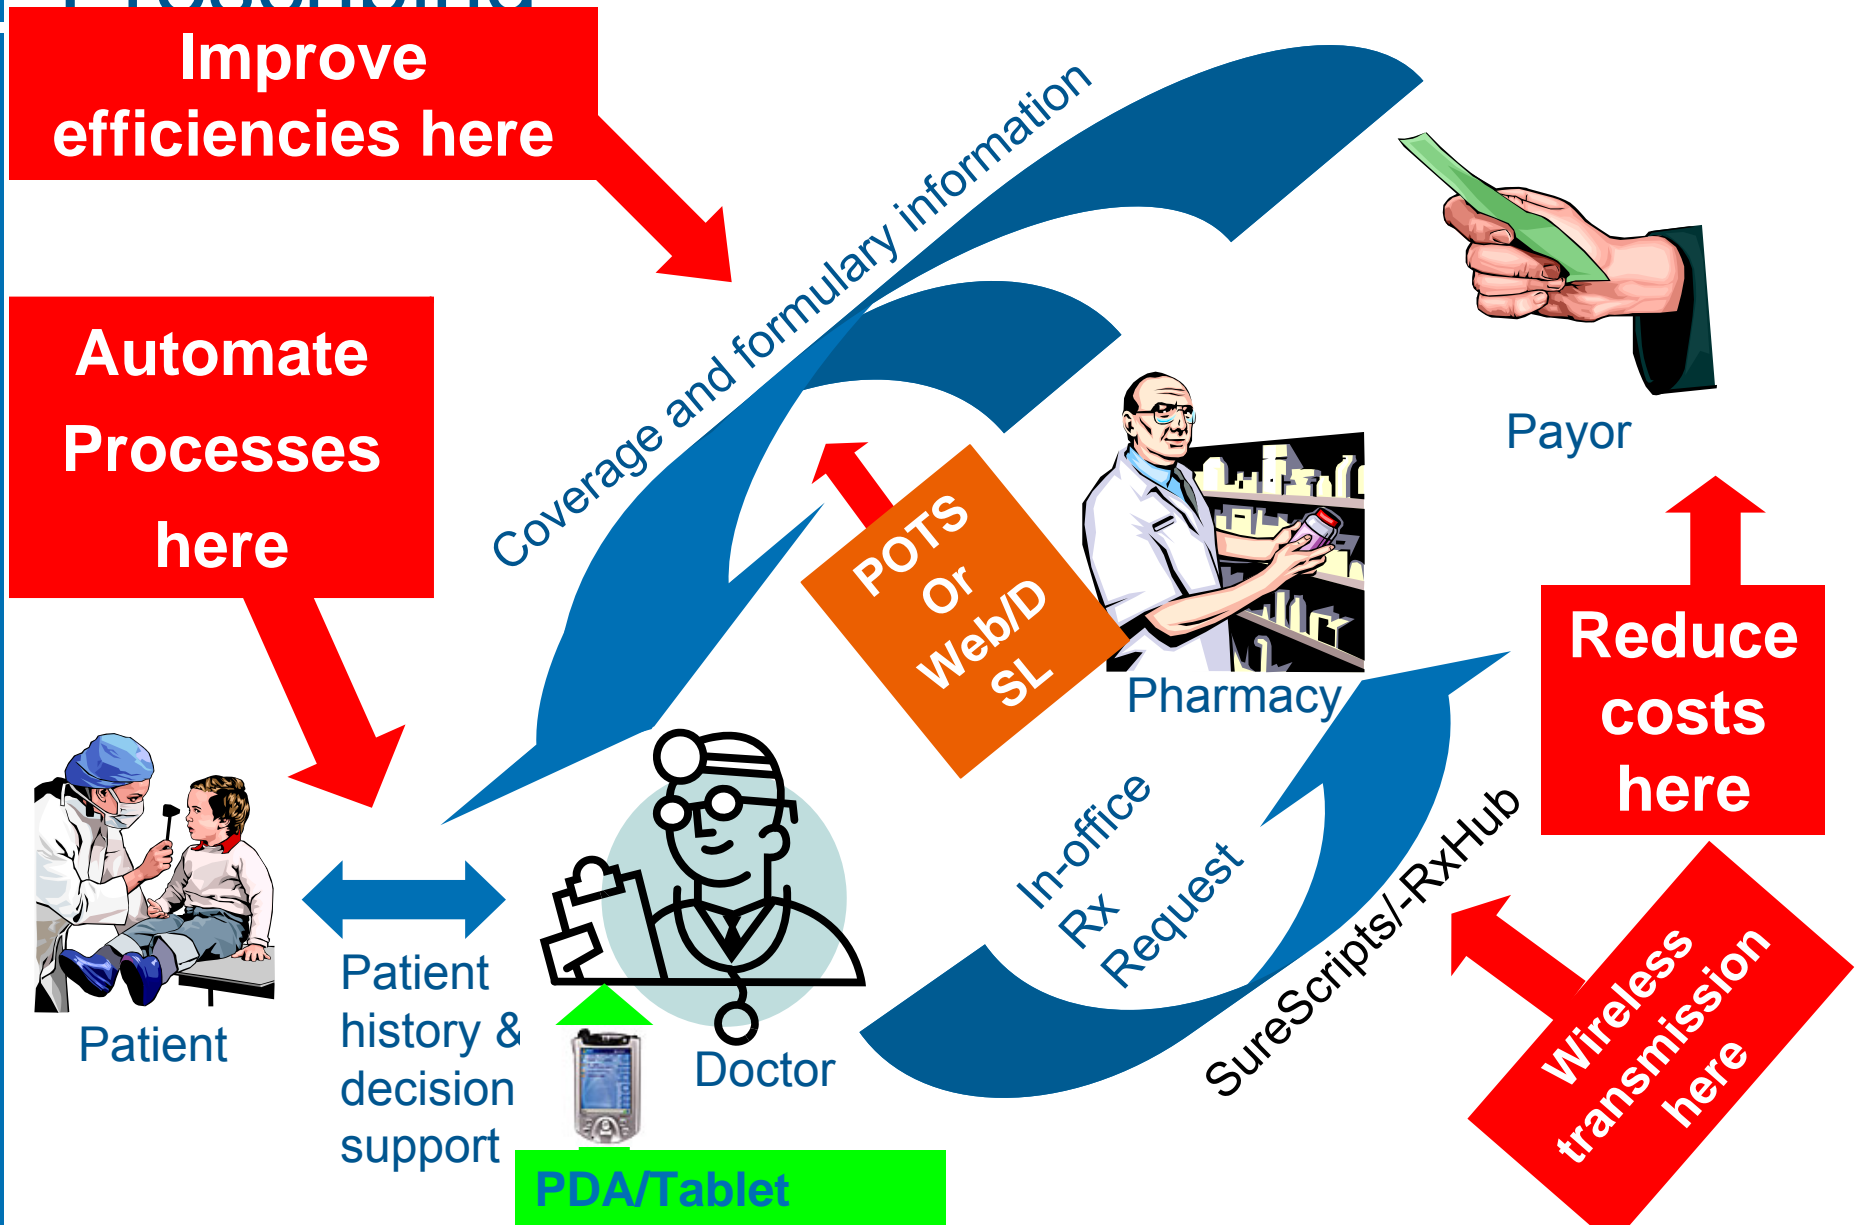 Prescribing
Improve
efficiencies here
Coverage and formulary information
Automate
Processes
here
Payor
POTS
Or
Web/D
SL
Pharmacy
Reduce
costs
here
In-office
Rx
Request
SureScripts/-RxHub
Wireless
transmission
here
Patient
Patient
history &
decision
support
Doctor
PDA/Tablet